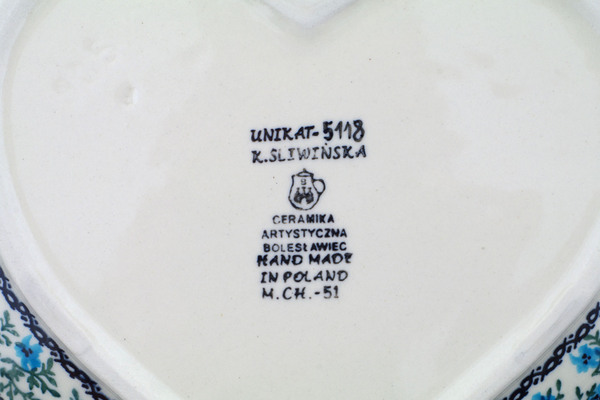 UNIKAT-5118
K.SLIWIŃSKA
B
CERAMIKA
ARTYSTYCZNA
BOLESŁAWIEC
HAND MADE
IN POLAND
M.CH.-51